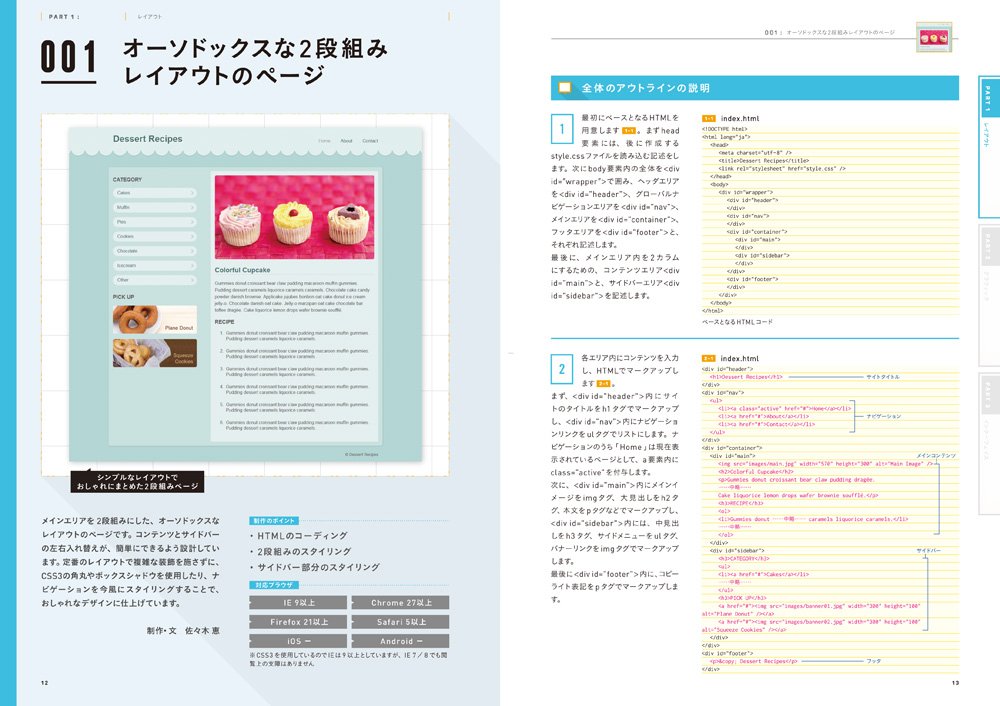 PART 1 :
レイアウト
001
オーソドックスな2段組み
レイアウトのページ
Dessert Recipes
Home About Contact
CATEGORY
Cakes
Muffin
Pies
Cookies
Chocolate
Icecream
Other
PICK UP
Plane Donut
Squeeze
Cookies
Colorful Cupcake
Gummies donut croissant bear claw pudding macaroon muffin gummies.
Pudding dessert caramels liquorice caramels caramels. Chocolate cake candy
powder danish brownie. Applicake jujubes bonbon oat cake donut ice cream
jelly-o. Chocolate danish oat cake. Jelly-o marzipan oat cake chocolate bar
toffee dragée. Cake liquorice lemon drops wafer brownie soufflé.
RECIPE
1. Gummies donut croissant bear claw pudding macaroon muffin gummies.
Pudding dessert caramels liquorice caramels.
2. Gummies donut croissant bear claw pudding macaroon muffin gummies.
Pudding dessert caramels liquorice caramels.
3. Gummies donut croissant bear claw pudding macaroon muffin gummies.
Pudding dessert caramels liquorice caramels.
4. Gummies donut croissant bear claw pudding macaroon muffin gummies.
Pudding dessert caramels liquorice caramels.
5. Gummies donut croissant bear claw pudding macaroon muffin gummies.
Pudding dessert caramels liquorice caramels.
6. Gummies donut croissant bear claw pudding macaroon muffin gummies.
Pudding dessert caramels liquorice caramels.
© Dessert Recipes
シンプルなレイアウトで
おしゃれにまとめた2段組みページ
メインエリアを2段組みにした、オーソドックスな
レイアウトのページです。コンテンツとサイドバー
の左右入れ替えが、簡単にできるよう設計してい
ます。定番のレイアウトで複雑な装飾を施さずに、
CSS3の角丸やボックスシャドウを使用したり、ナ
ビゲーションを今風にスタイリングすることで、
おしゃれなデザインに仕上げています。
制作・文 佐々木 恵
制作のポイント
・HTMLのコーディング
・2段組みのスタイリング
・サイドバー部分のスタイリング
対応ブラウザ
IE 9以上 Chrome 27以上
Firefox 21以上 Safari 5以上
iOS ー Android ー
※CSS3を使用しているのでIEは9以上としていますが、IE 7／8でも閲
覧上の支障はありません
12
001 : オーソドックスな2段組みレイアウトのページ
全体のアウトラインの説明
1
最初にベースとなるHTMLを
用意します 1-1 。まずhead
要素には、後に作成する
style.cssファイルを読み込む記述をし
ます。次にbody要素内の全体を<div
id="wrapper">で囲み、ヘッダエリア
を<div id="header">、グローバルナ
ビゲーションエリアを<div id="nav">、
メインエリアを<div id="container">、
フッタエリアを<div id="footer">と、
それぞれ記述します。
最後に、メインエリア内を2カラム
にするための、コンテンツエリア<div
id="main">と、サイドバーエリア<div
id="sidebar">を記述します。
1-1 index.html
<!DOCTYPE html>
<html lang="ja">
<head>
<meta charset="utf-8" />
<title>Dessert Recipes</title>
<link rel="stylesheet" href="style.css" />
</head>
<body>
<div id="wrapper">
<div id="header">
</div>
<div id="nav">
</div>
<div id="container">
<div id="main">
</div>
<div id="sidebar">
</div>
<div id="footer">
</div>
</div>
</body>
</html>
ベースとなるHTMLコード
2
各エリア内にコンテンツを入力
し、HTMLでマークアップし
ます 2-1 。
まず、<div id="header">内にサイ
トのタイトルをh1タグでマークアップ
し、<div id="nav">内にナビゲーショ
ンリンクをulタグでリストにします。ナ
ビゲーションのうち「Home」は現在表
示されているページとして、a要素内に
class="active"を付与します。
次に、<div id="main">内にメインイ
メージをimgタグ、大見出しをh2タ
グ、本文をpタグなどでマークアップし、
<div id="sidebar">内には、中見出
しをh3タグ、サイドメニューをulタグ、
バナーリンクをimgタグでマークアップ
します。
最後に<div id="footer">内に、コピー
ライト表記をpタグでマークアップしま
す。
2-1 index.html
<div id="header">
<h1>Dessert Recipes</h1> サイトタイトル
</div>
<div id="nav">
<ul>
<li><a class="active" href="#">Home</a></li>
<li><a href="#">About</a></li> ナビゲーション
<li><a href="#">Contact</a></li>
</ul>
</div>
<div id="container">
<div id="main"> メインコンテンツ
<img src="images/main.jpg" width="570" height="300" alt="Main Image" />
<h2>Colorful Cupcake</h2>
<p>Gummies donut croissant bear claw pudding dragée.
……中略……
Cake liquorice lemon drops wafer brownie soufflé.</p>
<h3>RECIPE</h3>
<ol>
<li>Gummies donut ……中略…… caramels liquorice caramels.</li>
……中略……
</ol>
</div>
<div id="sidebar"> サイドバー
<h3>CATEGORY</h3>
<ul>
<li><a href="#">Cakes</a></li>
……中略……
</ul>
<h3>PICK UP</h3>
<a href="#"><img src="images/banner01.jpg" width="300" height="100"
alt="Plane Donut" /></a>
<a href="#"><img src="images/banner02.jpg" width="300" height="100"
alt="Squeeze Cookies" /></a>
</div>
</div>
<div id="footer">
<p>&copy; Dessert Recipes</p> フッタ
</div>
PART 1
レイアウト
PART 2
PART 3
13